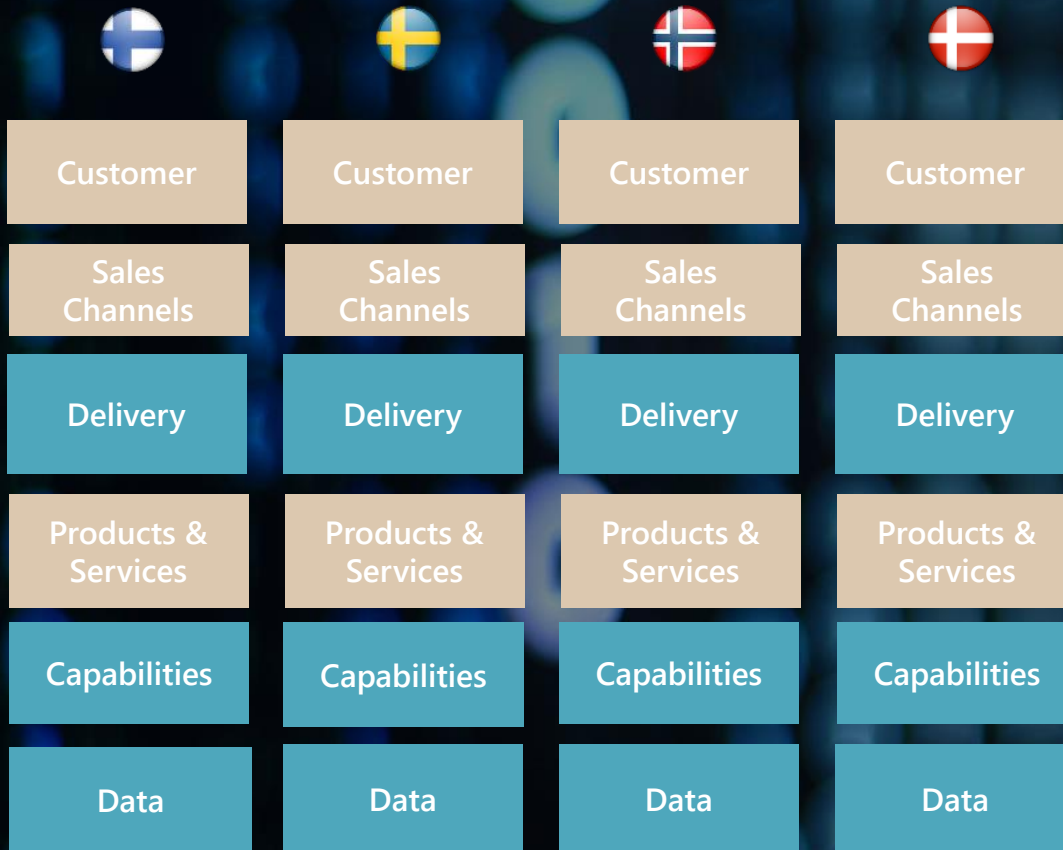 Customer
Customer
Customer
Customer
Sales
Channels
Sales
Channels
Sales
Channels
Sales
Channels
Delivery
Delivery
Delivery
Delivery
Products &
Services
Products &
Services
Products &
Services
Products &
Services
Capabilities
Capabilities
Capabilities
Capabilities
Data
Data
Data
Data